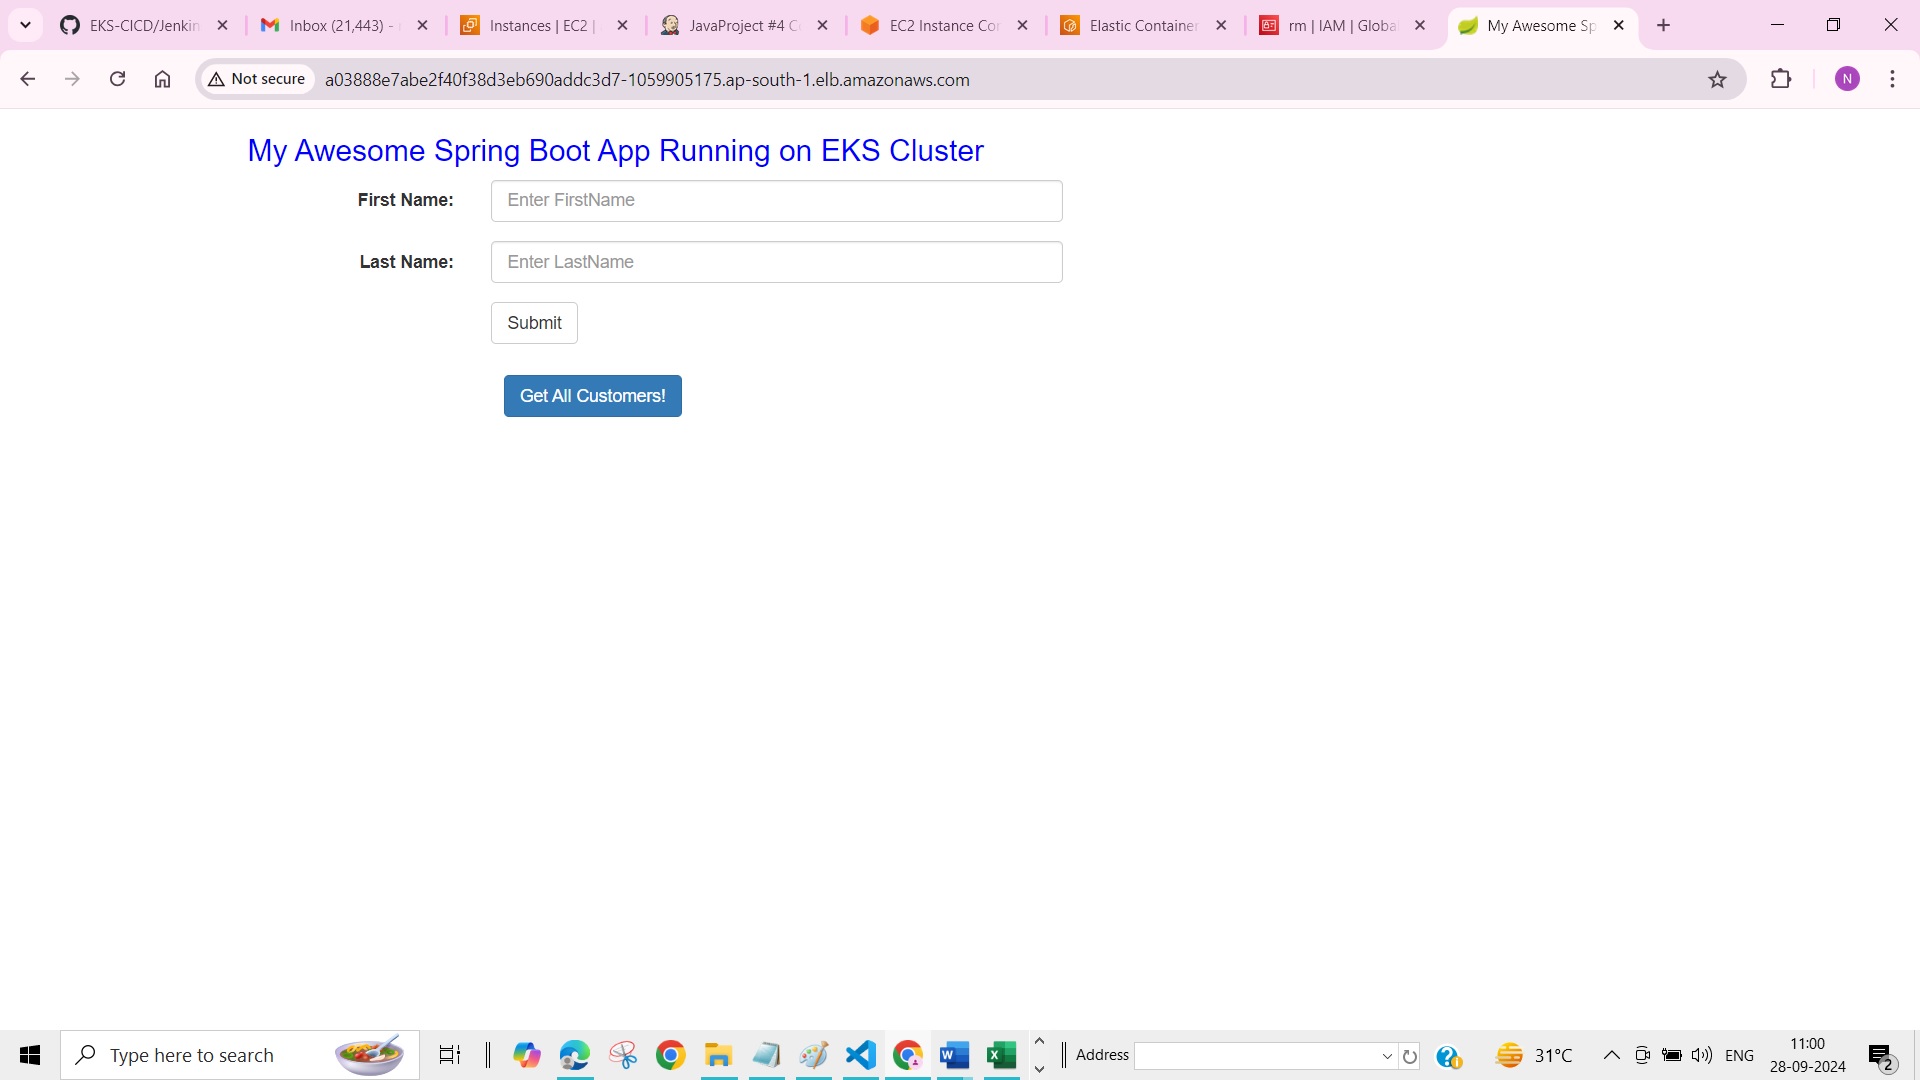 EKS-CICD/Jenkin
Inbox (21,443) -
Instances | EC2 |
JavaProject #4 C
EC2 Instance Con
Elastic Container
rm | IAM | Globa
My Awesome Sp
Not secure
a03888e7abe2f40f38d3eb690addc3d7-1059905175.ap-south-1.elb.amazonaws.com
N
My Awesome Spring Boot App Running on EKS Cluster
First Name:
Enter FirstName
Last Name:
Enter LastName
Submit
Get All Customers!
Type here to search
Address
31°C
ENG
11:00
28-09-2024
2